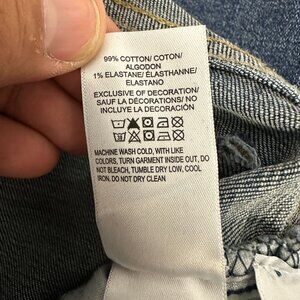 99% COTTON/ COTON/
ALGODON
1% ELASTANE/ ÉLASTHANNE/
ELASTANO
EXCLUSIVE OF DECORATION/
SAUF LA DÉCORATIONS/ NO
INCLUYE DECORACIONES
MACHINE WASH COLD, WITH LIKE
COLORS, TURN GARMENT INSIDE OUT, DO
NOT BLEACH, TUMBLE DRY LOW, COOL
IRON, DO NOT DRY CLEAN